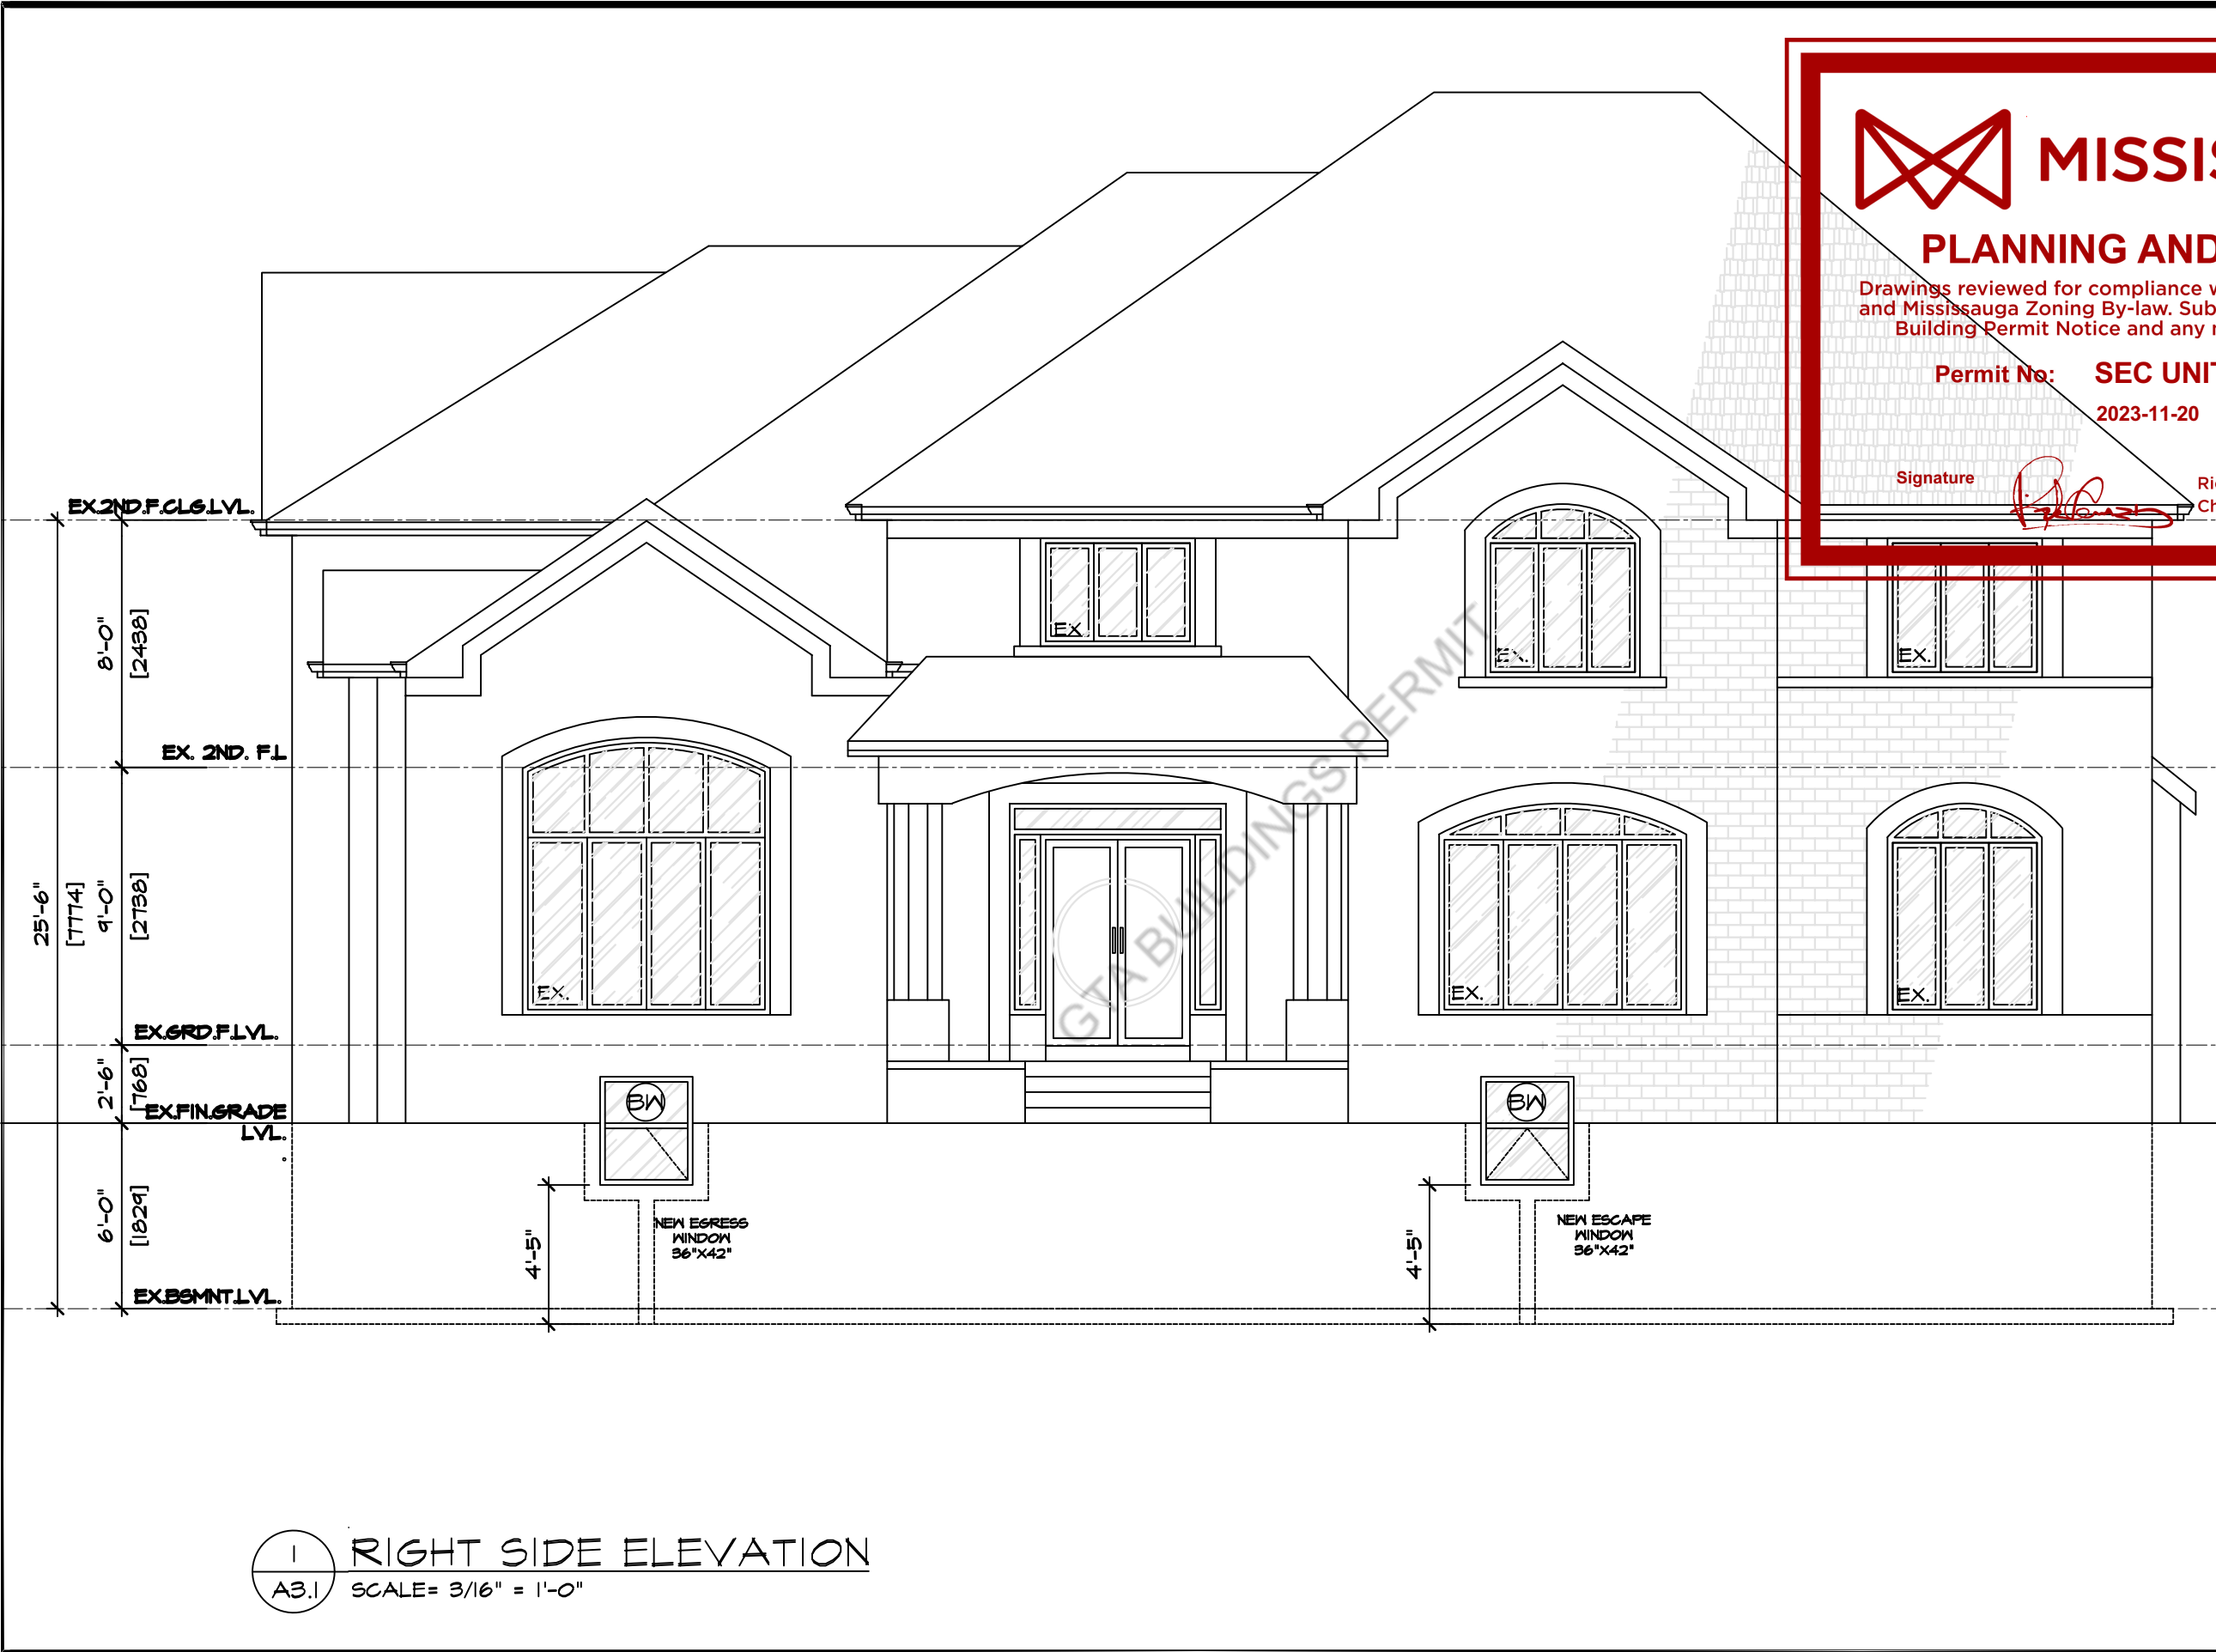 MISSIS
PLANNING AND
Drawings reviewed for compliance w
and Mississauga Zoning By-law. Sub
Building Permit Notice and any
Permit No: SEC UNIT
2023-11-20
Signature
Ri
Ch
EX.2ND.F.CLG.LVL.
8'-0"
[2438]
EX
EX.
EX.
EX. 2ND. F.L
25'-6"
[7774]
9'-0"
[2738]
EX.
EX.
EX.
GTA BUILDINGS PERMIT
EX.GRD.F.LVL.
2'-6"
[768]
EX.FIN.GRADE
LVL.
BW
BW
6'-0"
[1829]
4'-5"
NEW EGRESS
WINDOW
36"X42"
4'-5"
NEW ESCAPE
WINDOW
36"X42"
EX.BSMNT.LVL.
1
A3.1
RIGHT SIDE ELEVATION
SCALE= 3/16" = 1'-0"